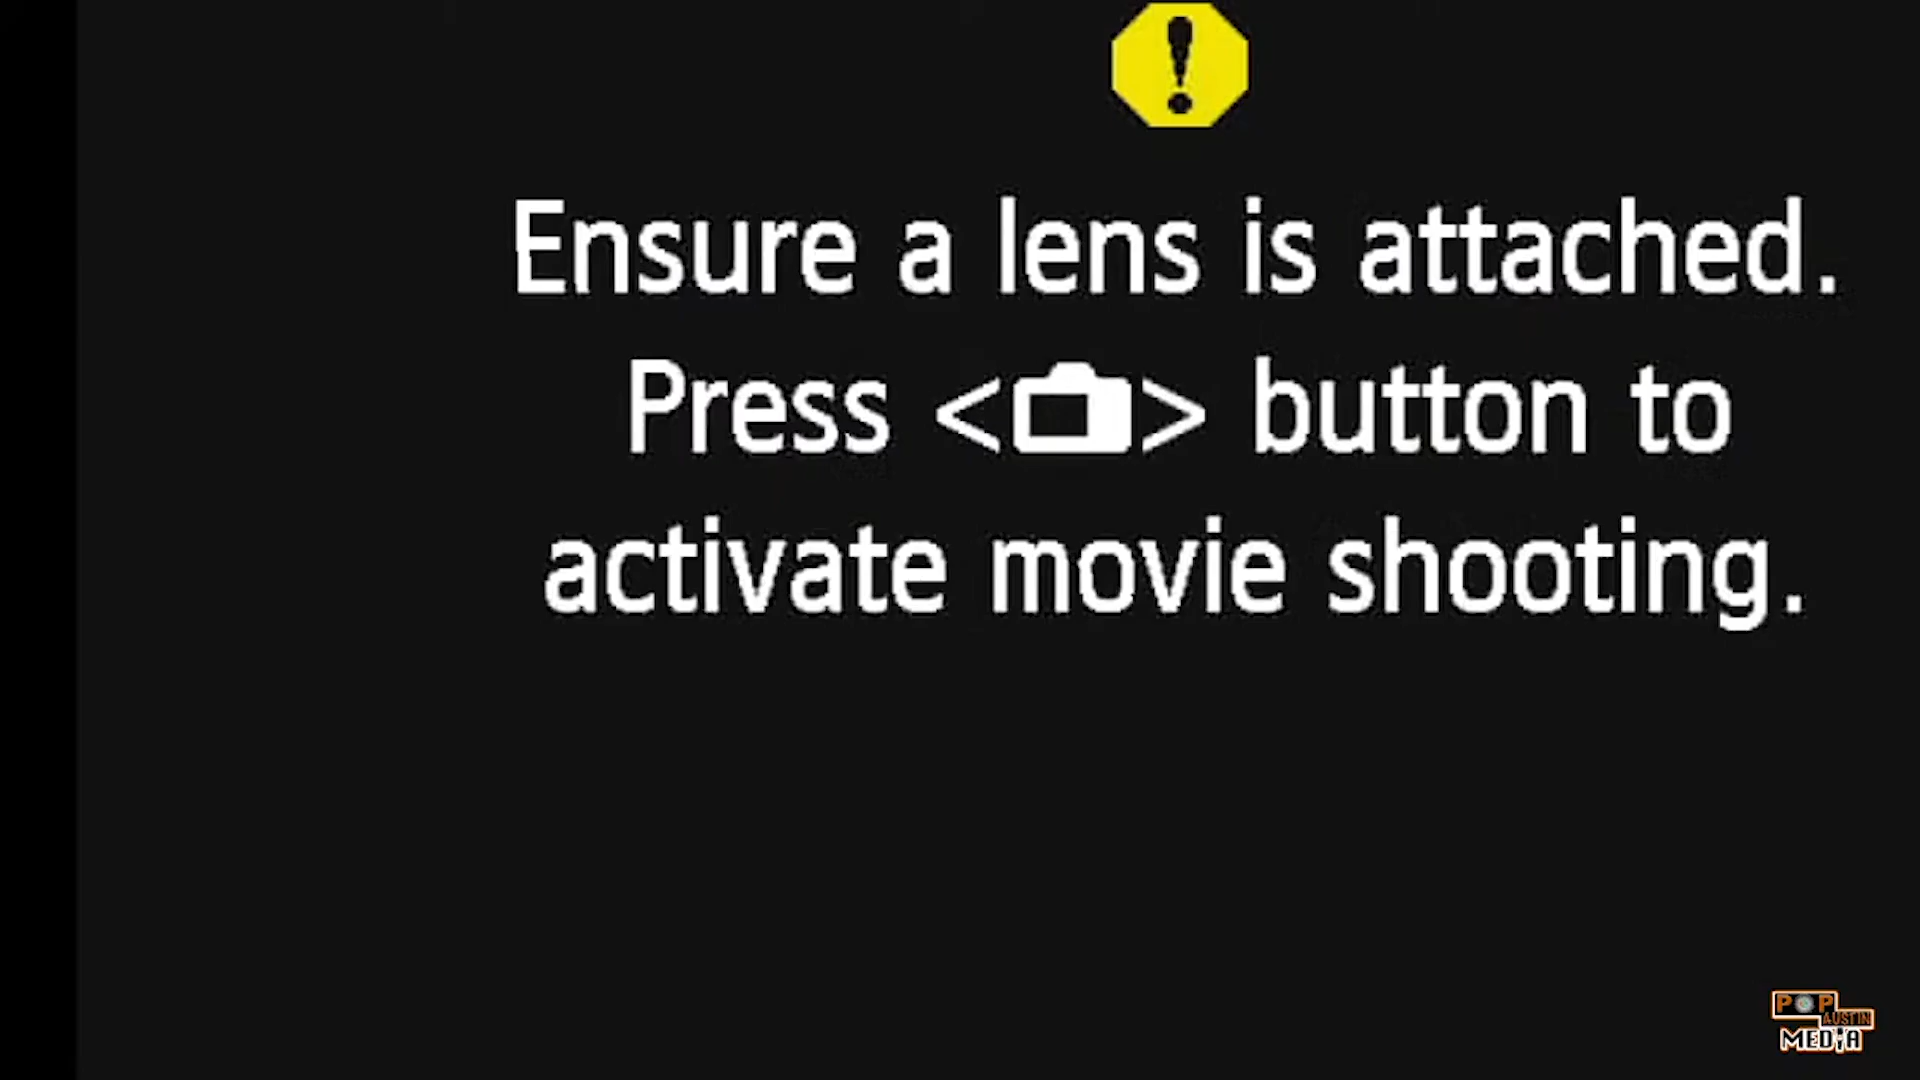 Ensure a lens is attached.
Press <📷> button to
activate movie shooting.
POP
AUSTIN
MEDIA